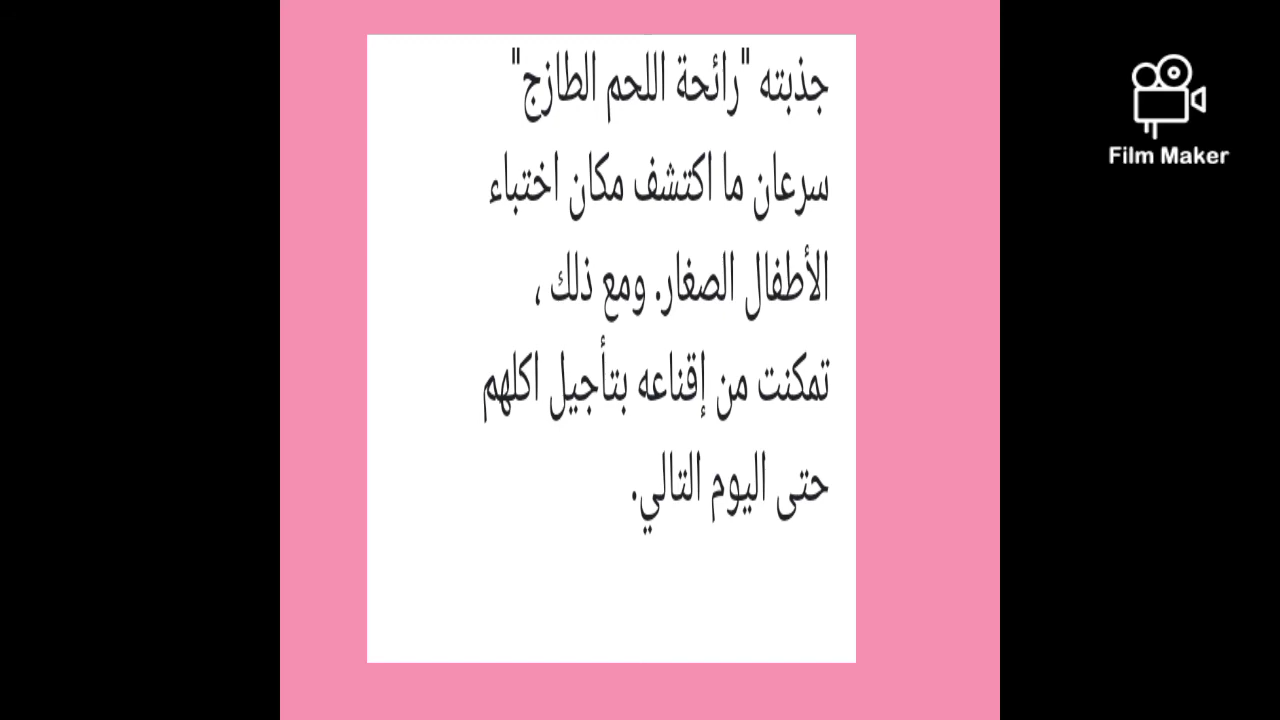 جذبته "رائحة اللحم الطازج"
سرعان ما اكتشف مكان اختباء
الأطفال الصغار. ومع ذلك ،
تمكنت من إقناعه بتأجيل اكلهم
حتى اليوم التالي.
Film Maker